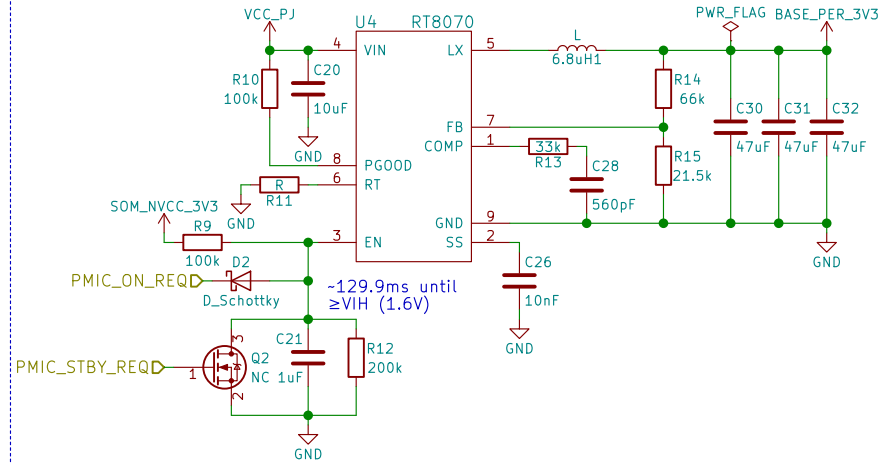 VCC_PJ
U4 RT8070
PWR_FLAG BASE_PER_3V3
4 VIN
LX 5
L
6.8uH1
R10
100k
C20
10uF
GND
R14
66k
C30
47uF
C31
47uF
C32
47uF
FB 7
COMP 1
33k
R13
8 PGOOD
C28
560pF
R15
21.5k
6 RT
R
R11
GND
SOM_NVCC_3V3
R9
100k
GND 9
3 EN
SS 2
GND
D2
PMIC_ON_REQ
D_Schottky
C26
10nF
~129.9ms until
≥VIH (1.6V)
GND
3
C21
1uF
R12
200k
Q2
NC
PMIC_STBY_REQ
1
2
GND